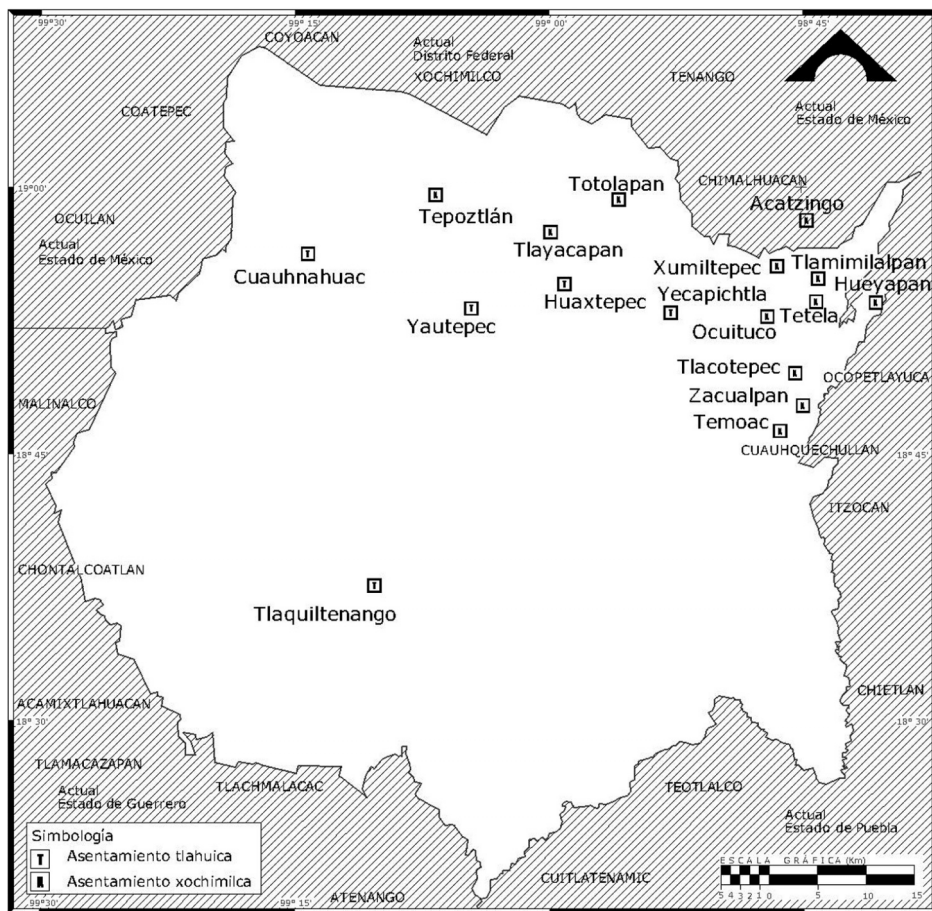 99°30'
99°15'
99°00'
98°45'
COYOACAN
Actual
Distrito Federal
XOCHIMILCO
TENANGO
COATEPEC
Actual
Estado de México
19°00'
CHIMALHUACAN
Totolapan
Acatzingo
Tepoztlán
OCUILAN
Actual
Estado de México
Tlayacapan
Cuauhnahuac
Xumiltepec
Tlamimilalpan
Hueyapan
Huaxtepec
Yecapichtla
Yautepec
Ocuituco
Tetela
Tlacotepec
OCOPETLAYUCA
MALINALCO
Zacualpan
Temoac
CUAUHQUECHULLAN
18°45'
18°45'
ITZOCAN
CHONTALCOATLAN
Tlaquiltenango
ACAMIXTLAHUACAN
CHIETLAN
18°30'
18°30'
TLAMACAZAPAN
Actual
Estado de Guerrero
TLACHMALACAC
TEOTLALCO
Actual
Estado de Puebla
Simbología
T Asentamiento tlahuica
Asentamiento xochimilca
ESCALA GRÁFICA (Km)
5 4 3 2 1 0 5 10 15
CUITLATENAMIC
ATENANGO
99°30'
99°15'